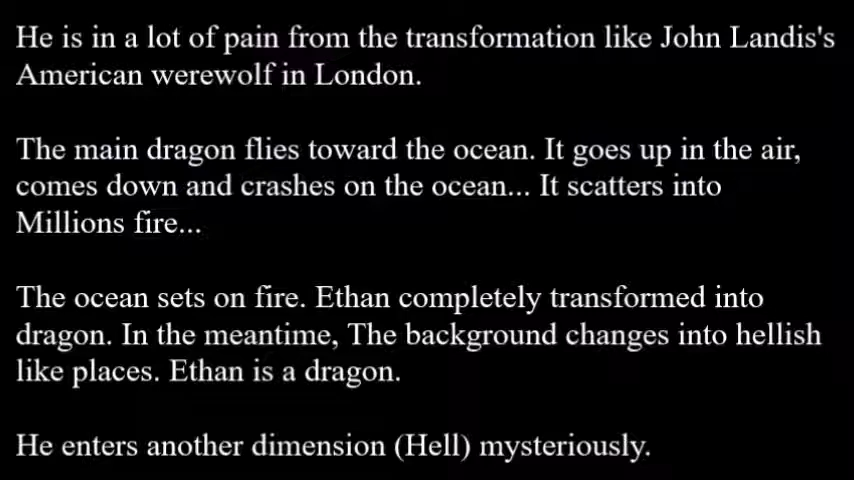 He is in a lot of pain from the transformation like John Landis's
American werewolf in London.
The main dragon flies toward the ocean. It goes up in the air,
comes down and crashes on the ocean... It scatters into
Millions fire...
The ocean sets on fire. Ethan completely transformed into
dragon. In the meantime, The background changes into hellish
like places. Ethan is a dragon.
He enters another dimension (Hell) mysteriously.